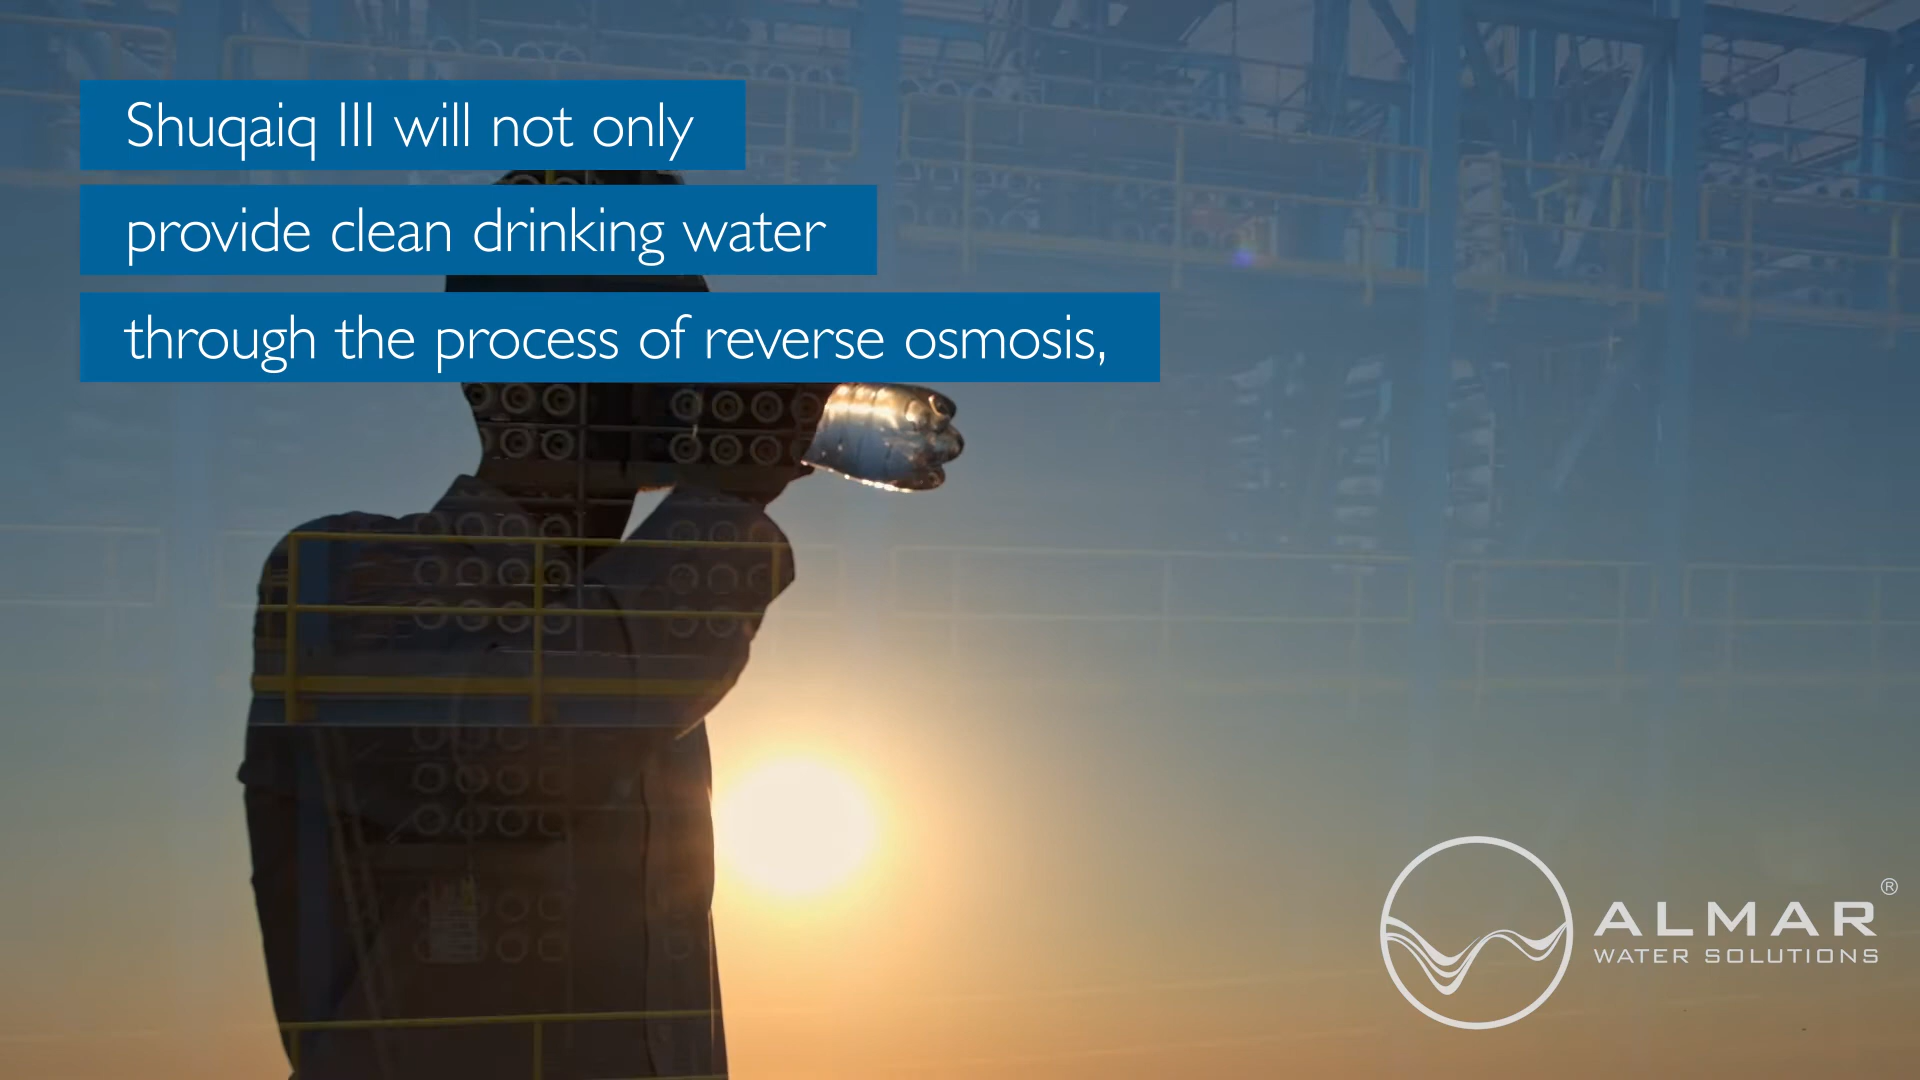 Shuqaiq III will not only
provide clean drinking water
through the process of reverse osmosis,
ALMAR®
WATER SOLUTIONS